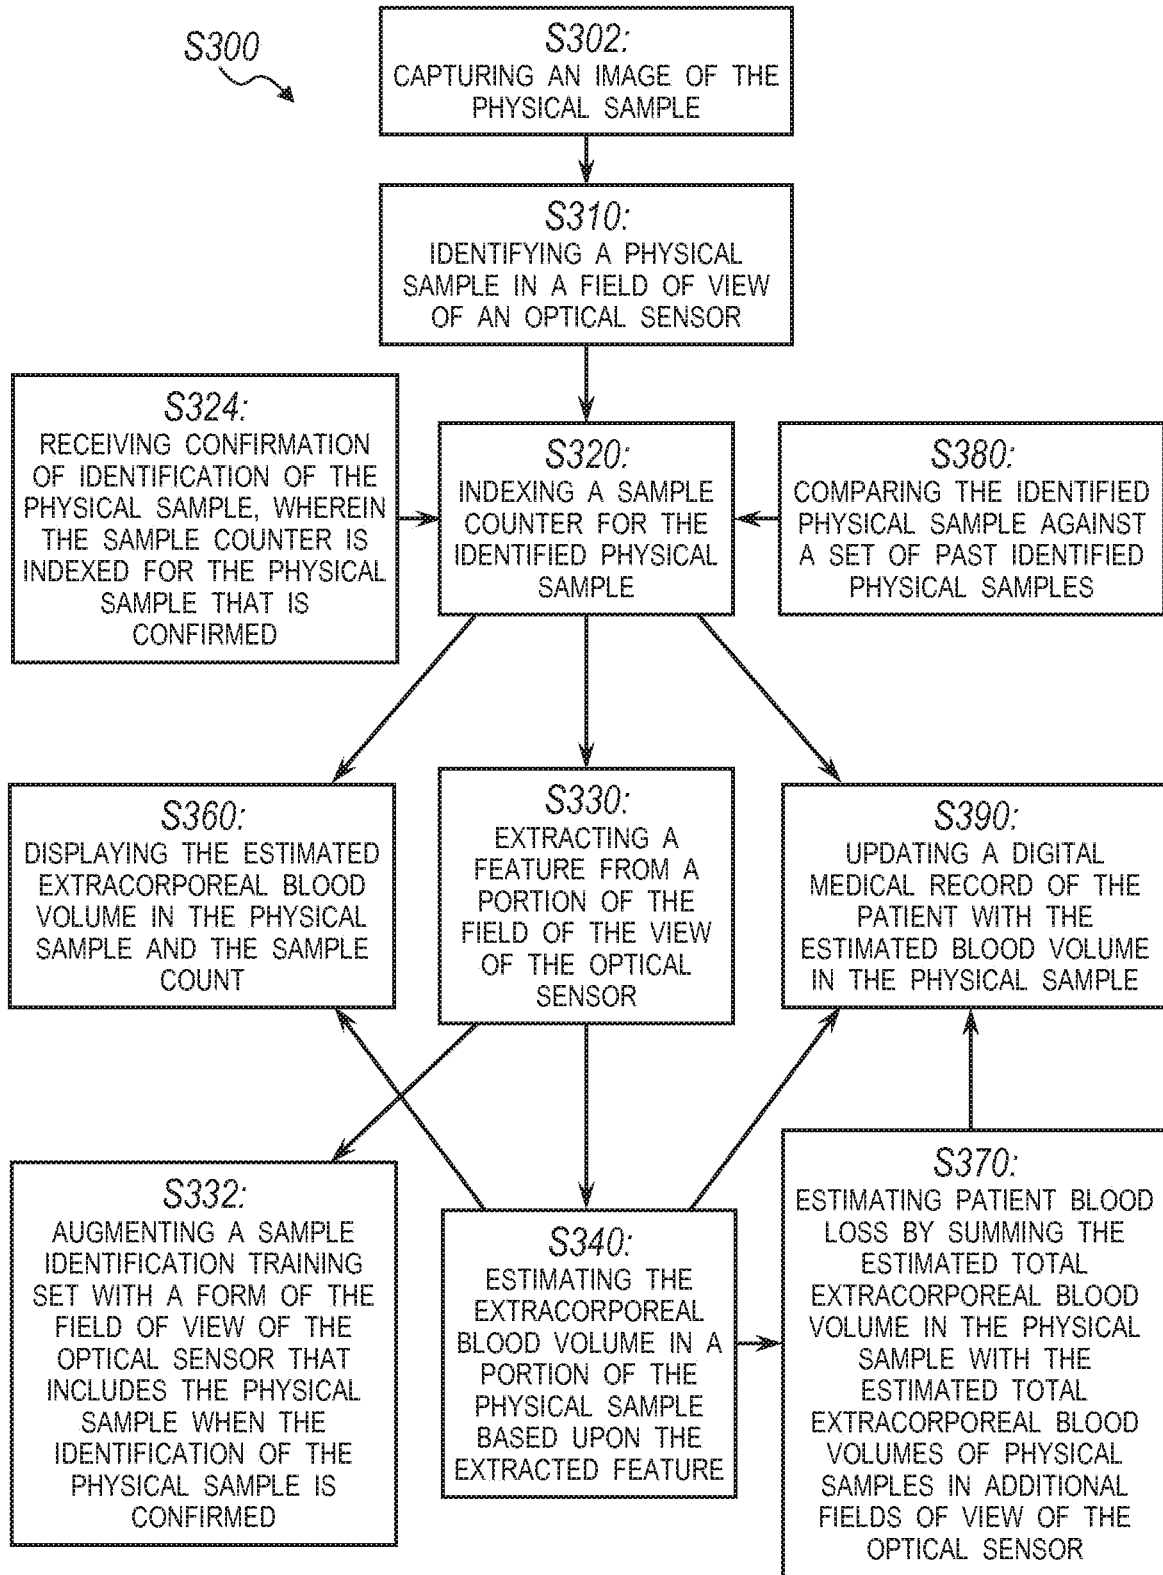 S300
S302:
CAPTURING AN IMAGE OF THE
PHYSICAL SAMPLE
S310:
IDENTIFYING A PHYSICAL
SAMPLE IN A FIELD OF VIEW
OF AN OPTICAL SENSOR
S324:
RECEIVING CONFIRMATION
OF IDENTIFICATION OF THE
PHYSICAL SAMPLE, WHEREIN
THE SAMPLE COUNTER IS
INDEXED FOR THE PHYSICAL
SAMPLE THAT IS
CONFIRMED
S320:
INDEXING A SAMPLE
COUNTER FOR THE
IDENTIFIED PHYSICAL
SAMPLE
S380:
COMPARING THE IDENTIFIED
PHYSICAL SAMPLE AGAINST
A SET OF PAST IDENTIFIED
PHYSICAL SAMPLES
S360:
DISPLAYING THE ESTIMATED
EXTRACORPOREAL BLOOD
VOLUME IN THE PHYSICAL
SAMPLE AND THE SAMPLE
COUNT
S330:
EXTRACTING A
FEATURE FROM A
PORTION OF THE
FIELD OF THE VIEW
OF THE OPTICAL
SENSOR
S390:
UPDATING A DIGITAL
MEDICAL RECORD OF THE
PATIENT WITH THE
ESTIMATED BLOOD VOLUME
IN THE PHYSICAL SAMPLE
S332:
AUGMENTING A SAMPLE
IDENTIFICATION TRAINING
SET WITH A FORM OF THE
FIELD OF VIEW OF THE
OPTICAL SENSOR THAT
INCLUDES THE PHYSICAL
SAMPLE WHEN THE
IDENTIFICATION OF THE
PHYSICAL SAMPLE IS
CONFIRMED
S340:
ESTIMATING THE
EXTRACORPOREAL
BLOOD VOLUME IN A
PORTION OF THE
PHYSICAL SAMPLE
BASED UPON THE
EXTRACTED FEATURE
S370:
ESTIMATING PATIENT BLOOD
LOSS BY SUMMING THE
ESTIMATED TOTAL
EXTRACORPOREAL BLOOD
VOLUME IN THE PHYSICAL
SAMPLE WITH THE
ESTIMATED TOTAL
EXTRACORPOREAL BLOOD
VOLUMES OF PHYSICAL
SAMPLES IN ADDITIONAL
FIELDS OF VIEW OF THE
OPTICAL SENSOR